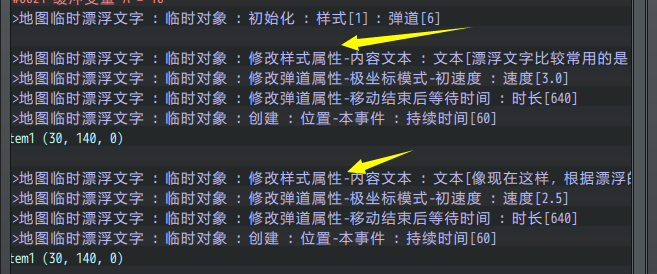 >地图临时漂浮文字 : 临时对象 : 初始化 : 样式[1] : 弹道[6]
>地图临时漂浮文字 : 临时对象 : 修改样式属性-内容文本 : 文本[漂浮文字比较常用的是
>地图临时漂浮文字 : 临时对象 : 修改弹道属性-极坐标模式-初速度 : 速度[3.0]
>地图临时漂浮文字 : 临时对象 : 修改弹道属性-移动结束后等待时间 : 时长[640]
>地图临时漂浮文字 : 临时对象 : 创建 : 位置-本事件 : 持续时间[60]
tem1 (30, 140, 0)
>地图临时漂浮文字 : 临时对象 : 修改样式属性-内容文本 : 文本[像现在这样，根据漂浮的
>地图临时漂浮文字 : 临时对象 : 修改弹道属性-极坐标模式-初速度 : 速度[2.5]
>地图临时漂浮文字 : 临时对象 : 修改弹道属性-移动结束后等待时间 : 时长[640]
>地图临时漂浮文字 : 临时对象 : 创建 : 位置-本事件 : 持续时间[60]
tem1 (30, 140, 0)